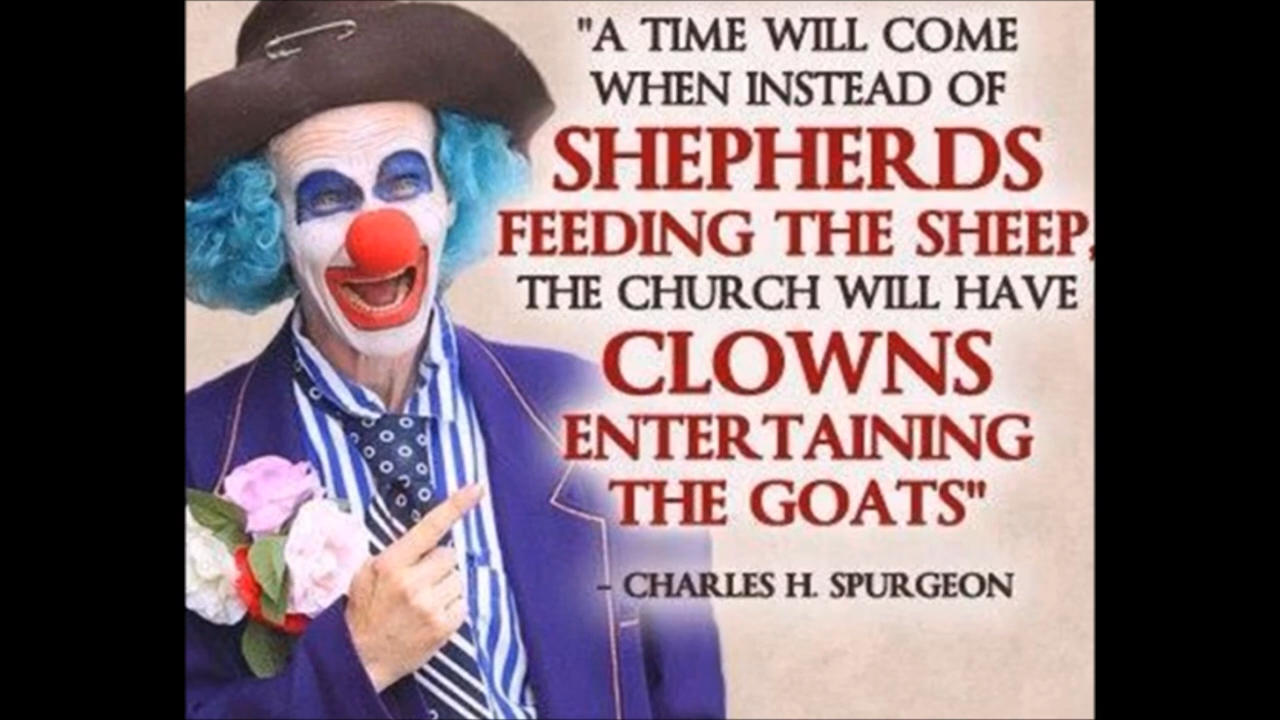 "A TIME WILL COME
WHEN INSTEAD OF
SHEPHERDS
FEEDING THE SHEEP,
THE CHURCH WILL HAVE
CLOWNS
ENTERTAINING
THE GOATS"
- CHARLES H. SPURGEON